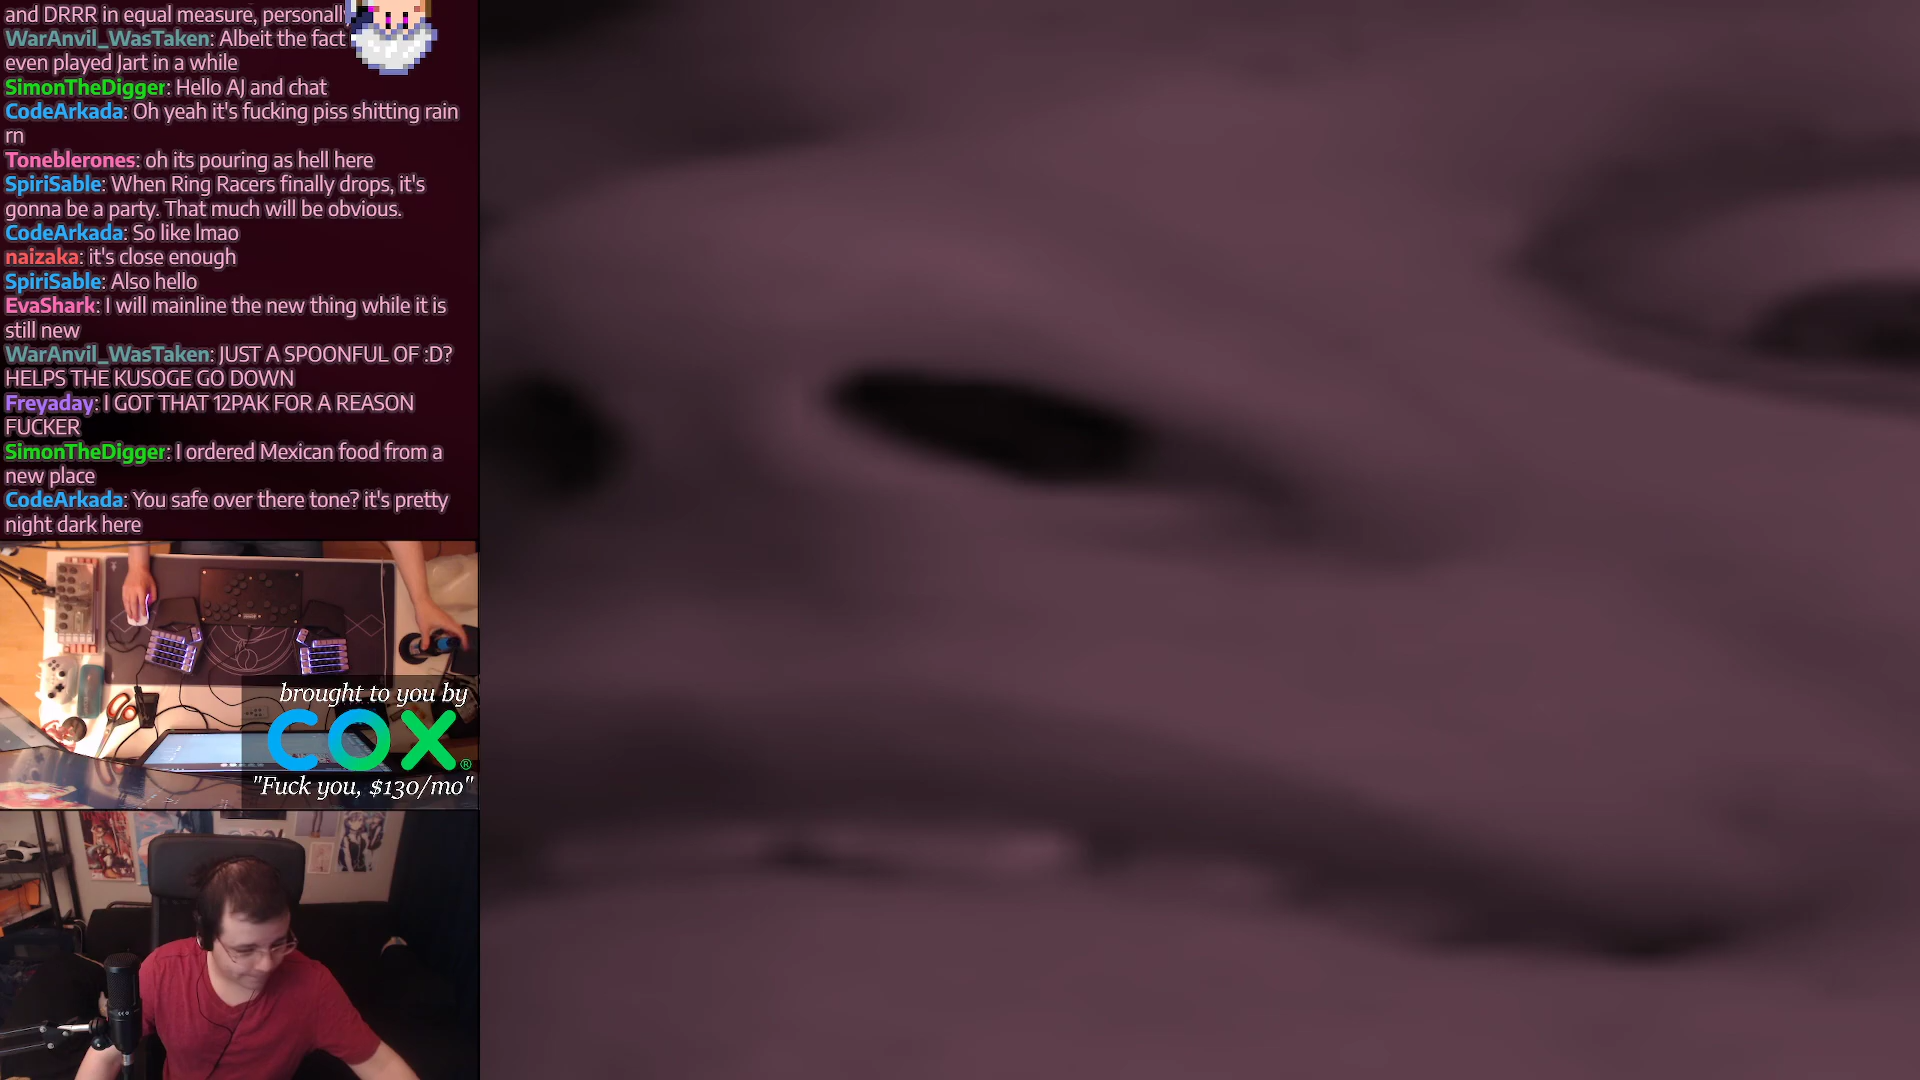 and DRRR in equal measure, personally
WarAnvil_WasTaken: Albeit the fact
even played Jart in a while
SimonTheDigger: Hello AJ and chat
CodeArkada: Oh yeah it's fucking piss shitting rain
rn
Toneblerones: oh its pouring as hell here
SpiriSable: When Ring Racers finally drops, it's
gonna be a party. That much will be obvious.
CodeArkada: So like lmao
naizaka: it's close enough
SpiriSable: Also hello
EvaShark: I will mainline the new thing while it is
still new
WarAnvil_WasTaken: JUST A SPOONFUL OF :D?
HELPS THE KUSOGE GO DOWN
Freyaday: I GOT THAT 12PAK FOR A REASON
FUCKER
SimonTheDigger: I ordered Mexican food from a
new place
CodeArkada: You safe over there tone? it's pretty
night dark here
brought to you by
COX®
"Fuck you, $130/mo"